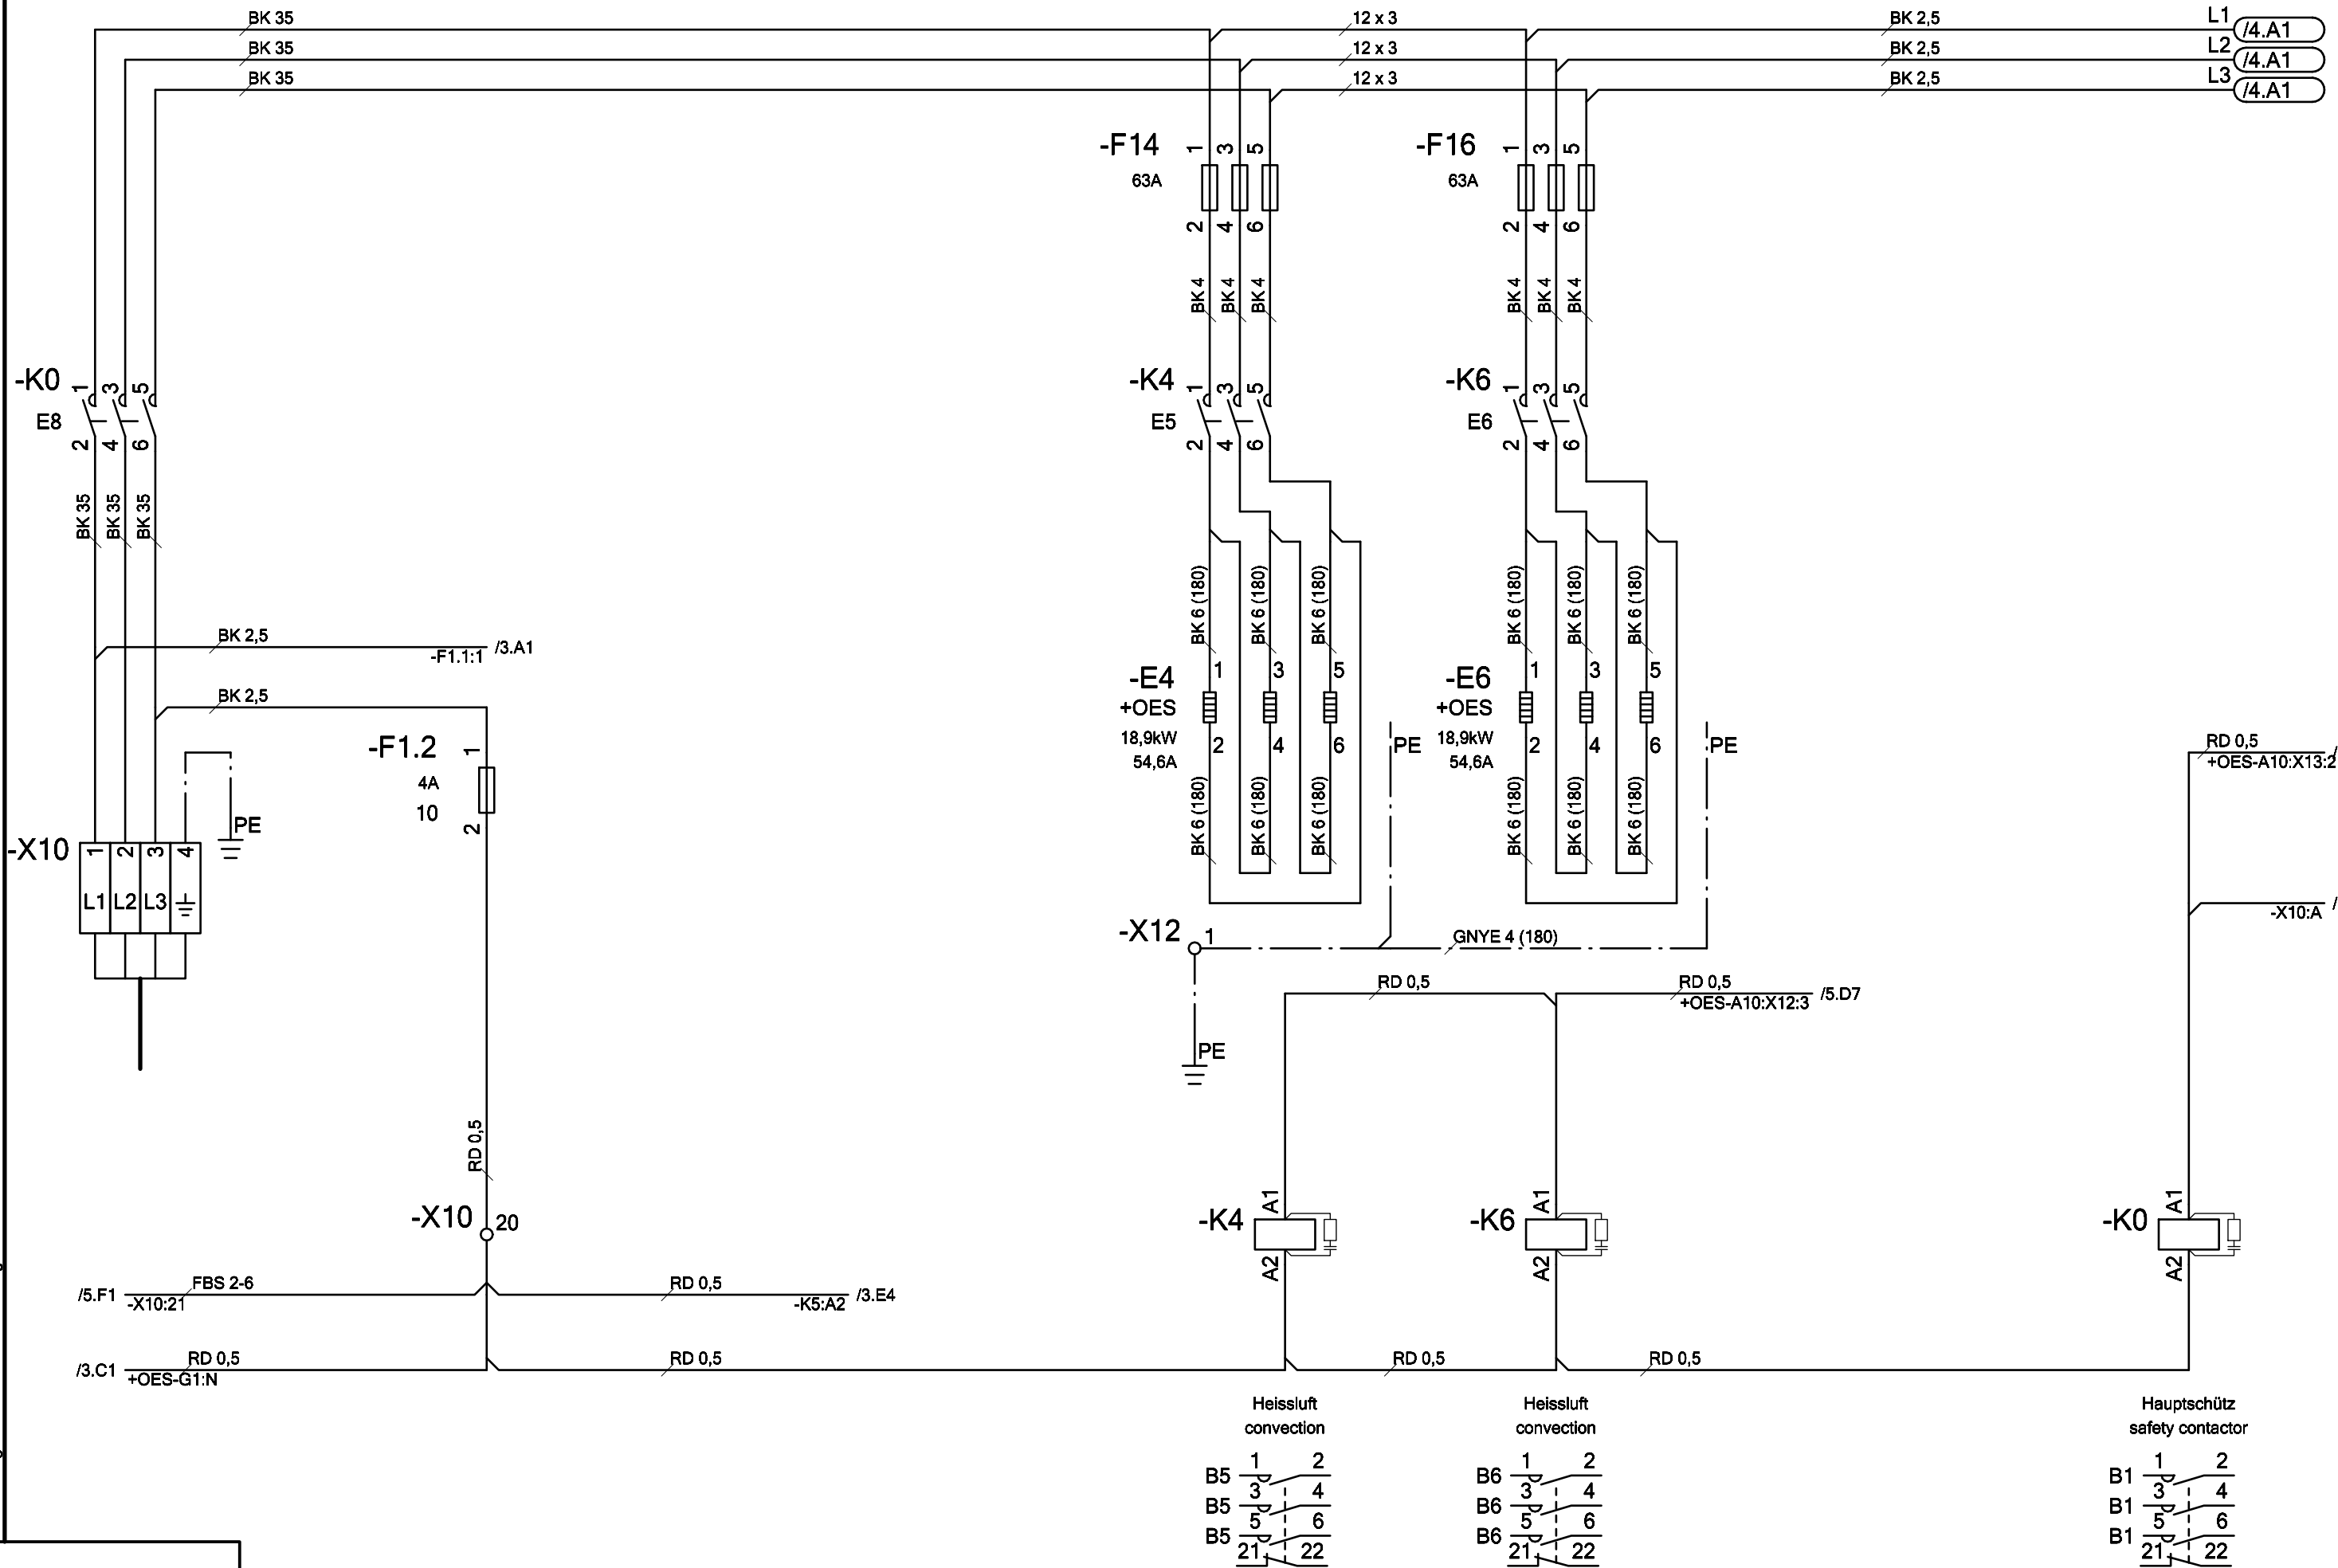 BK 35 12 x 3 BK 2,5 L1 /4.A1
BK 35 12 x 3 BK 2,5 L2 /4.A1
BK 35 12 x 3 BK 2,5 L3 /4.A1
-F14 1 3 5 -F16 1 3 5
63A 63A
2 4 6 2 4 6
BK 4 BK 4 BK 4 BK 4 BK 4 BK 4
-K0 1 3 5 -K4 1 3 5 -K6 1 3 5
E8 E5 E6
2 4 6 2 4 6 2 4 6
BK 35 BK 35 BK 35
BK 6 (180) BK 6 (180) BK 6 (180) BK 6 (180) BK 6 (180) BK 6 (180)
BK 2,5 /3.A1
-F1.1:1
-E4 1 3 5 -E6 1 3 5
BK 2,5 +OES +OES
18,9kW 2 4 6 PE 18,9kW 2 4 6 PE
54,6A 54,6A
RD 0,5 /
+OES-A10:X13:2
-F1.2 1
4A
10
2
PE
BK 6 (180) BK 6 (180) BK 6 (180) BK 6 (180) BK 6 (180) BK 6 (180)
-X10 1 2 3 4
L1 L2 L3
-X10:A /
-X12 1 GNYE 4 (180)
RD 0,5 RD 0,5 /5.D7
+OES-A10:X12:3
PE
RD 0,5
-X10 20
-K4 A1 A2 -K6 A1 A2 -K0 A1 A2
/5.F1 FBS 2-6 RD 0,5 /3.E4
-X10:21 -K5:A2
/3.C1 RD 0,5 RD 0,5 RD 0,5 RD 0,5
+OES-G1:N
Heissluft Heissluft Hauptschütz
convection convection safety contactor
B5 1 2 B6 1 2 B1 1 2
B5 3 4 B6 3 4 B1 3 4
B5 5 6 B6 5 6 B1 5 6
21 22 21 22 21 22